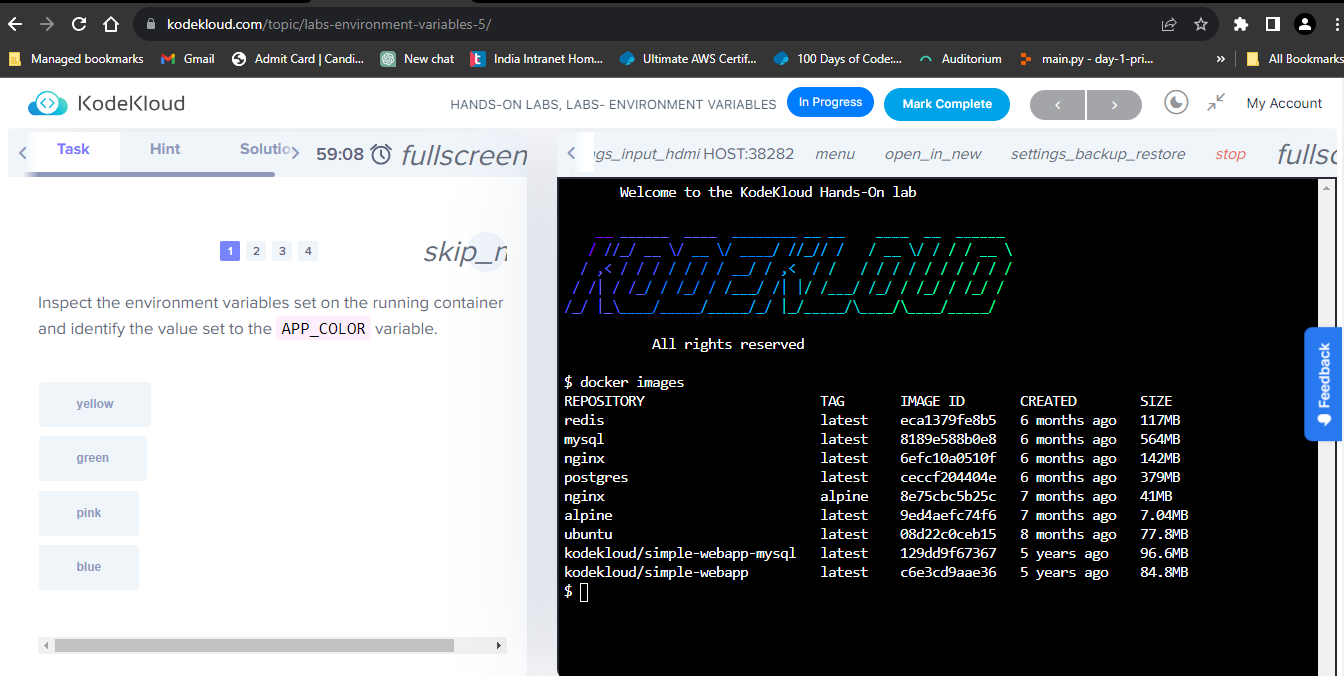 kodekloud.com/topic/labs-environment-variables-5/
Managed bookmarks Gmail Admit Card | Candi... New chat India Intranet Hom... Ultimate AWS Certif... 100 Days of Code:... Auditorium main.py - day-1-pri... » All Bookmarks
KodeKloud HANDS-ON LABS, LABS- ENVIRONMENT VARIABLES In Progress Mark Complete My Account
Task Hint Solutio 59:08 fullscreen
ngs_input_hdmi HOST:38282 menu open_in_new settings_backup_restore stop fullsc
1 2 3 4 skip_n
Inspect the environment variables set on the running container
and identify the value set to the APP_COLOR variable.
yellow
green
pink
blue
Welcome to the KodeKloud Hands-On lab
KODEKLOUD
All rights reserved
$ docker images
REPOSITORY TAG IMAGE ID CREATED SIZE
redis latest eca1379fe8b5 6 months ago 117MB
mysql latest 8189e588b0e8 6 months ago 564MB
nginx latest 6efc10a0510f 6 months ago 142MB
postgres latest ceccf204404e 6 months ago 379MB
nginx alpine 8e75cbc5b25c 7 months ago 41MB
alpine latest 9ed4aefc74f6 7 months ago 7.04MB
ubuntu latest 08d22c0ceb15 8 months ago 77.8MB
kodekloud/simple-webapp-mysql latest 129dd9f67367 5 years ago 96.6MB
kodekloud/simple-webapp latest c6e3cd9aae36 5 years ago 84.8MB
$
Feedback